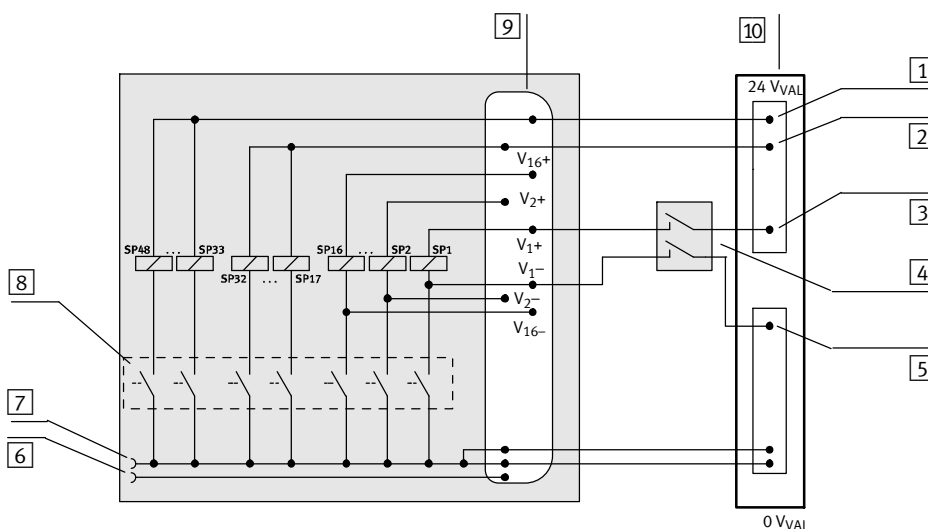 9
10
24 VVAL
1
2
V16+
V2+
3
SP48 ... SP33
SP16 ... SP2 SP1
V1+
SP32 ... SP17
V1–
4
8
V2–
V16–
5
7
6
0 VVAL